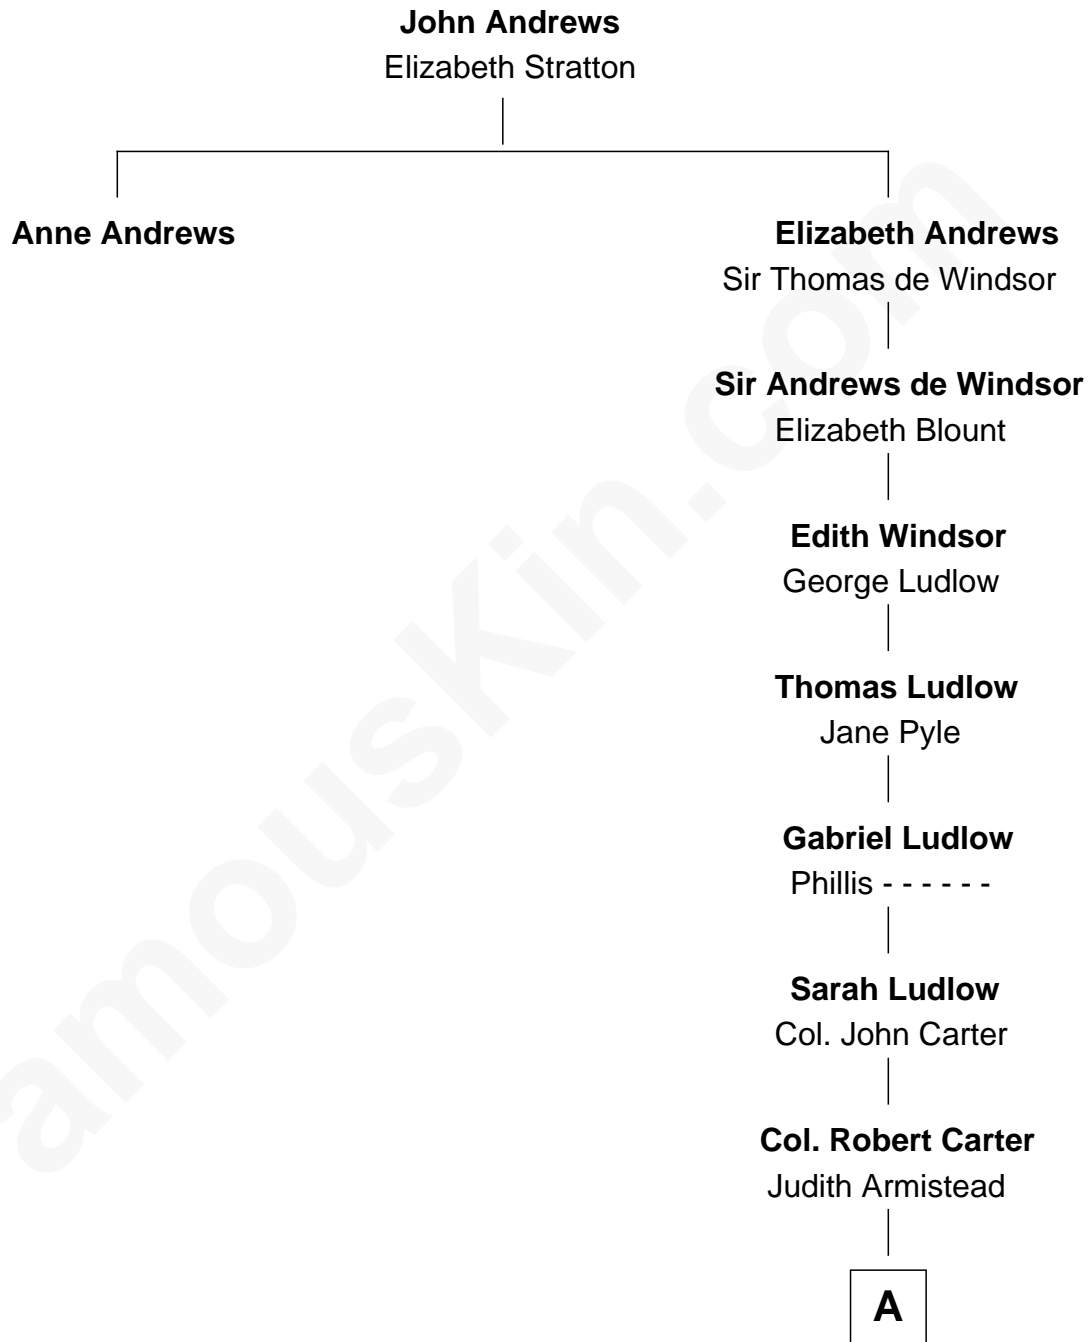 John Andrews
Elizabeth Stratton
Anne Andrews
Elizabeth Andrews
Sir Thomas de Windsor
Sir Andrews de Windsor
Elizabeth Blount
Edith Windsor
George Ludlow
Thomas Ludlow
Jane Pyle
Gabriel Ludlow
Phillis - - - - - -
Sarah Ludlow
Col. John Carter
Col. Robert Carter
Judith Armistead
A
amousKin.com